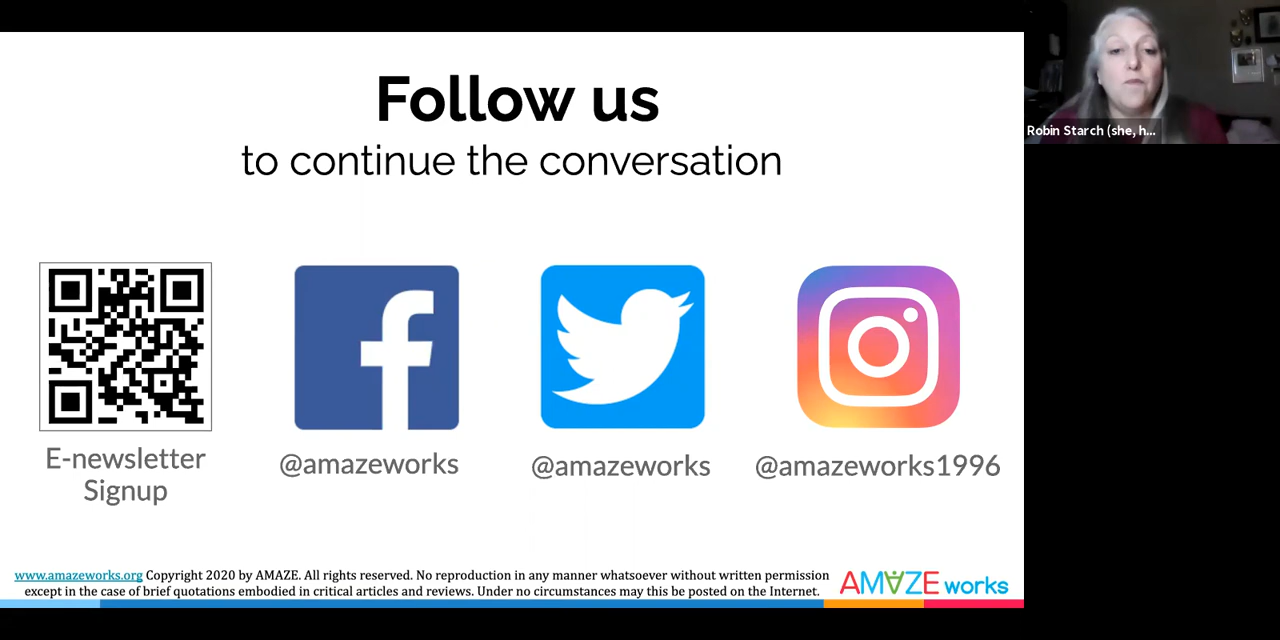 Follow us
to continue the conversation
E-newsletter
Signup
@amazeworks
@amazeworks
@amazeworks1996
www.amazeworks.org Copyright 2020 by AMAZE. All rights reserved. No reproduction in any manner whatsoever without written permission
except in the case of brief quotations embodied in critical articles and reviews. Under no circumstances may this be posted on the Internet.
AMAZE works
Robin Starch (she, h...